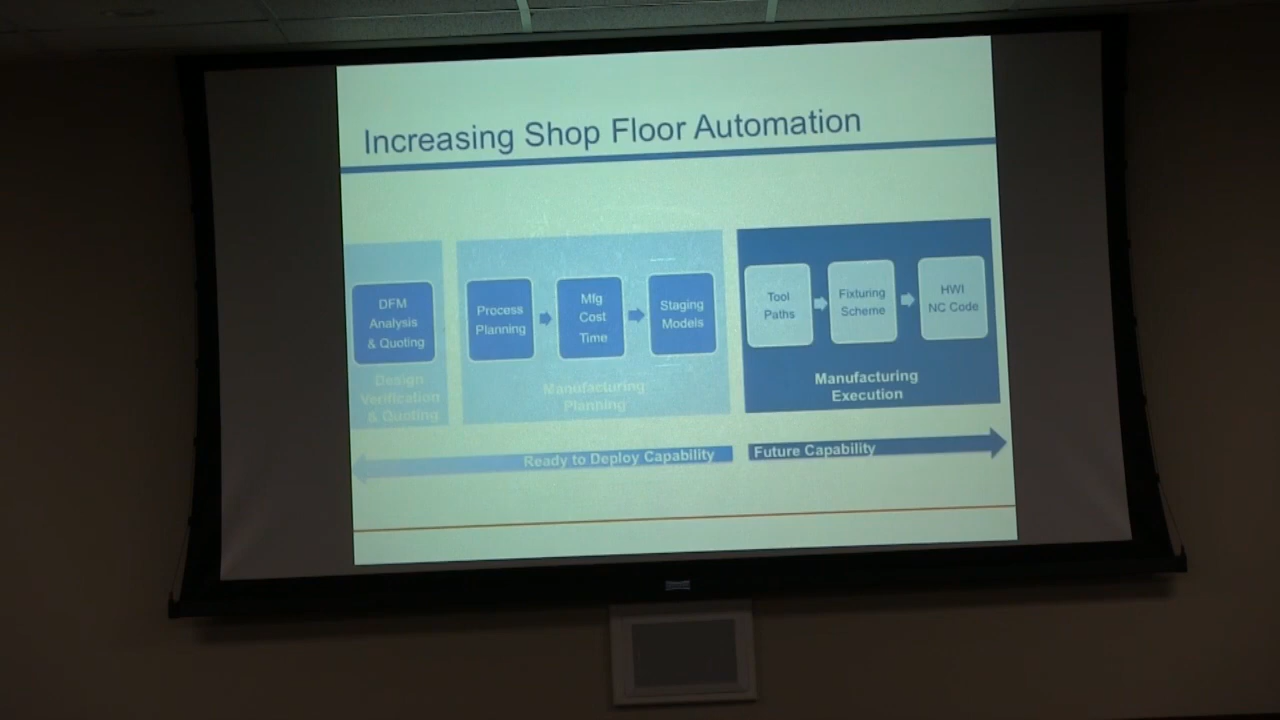 Increasing Shop Floor Automation
DFM
Analysis
& Quoting
Design
Verification
& Quoting
Process
Planning
Mfg
Cost
Time
Staging
Models
Manufacturing
Planning
Tool
Paths
Fixturing
Scheme
HWI
NC Code
Manufacturing
Execution
Ready to Deploy Capability
Future Capability